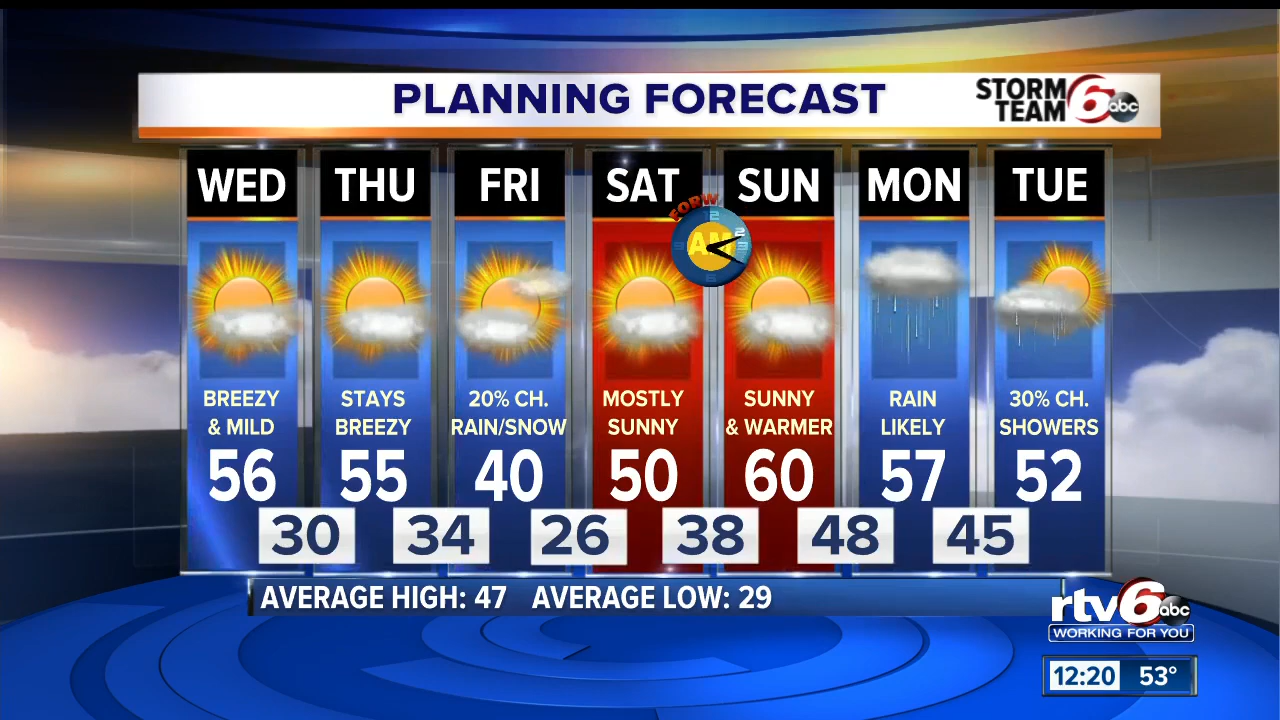 PLANNING FORECAST
STORM
TEAM 6 abc
WED THU FRI SAT SUN MON TUE
FORW
AM
BREEZY
& MILD
STAYS
BREEZY
20% CH.
RAIN/SNOW
MOSTLY
SUNNY
SUNNY
& WARMER
RAIN
LIKELY
30% CH.
SHOWERS
56 55 40 50 60 57 52
30 34 26 38 48 45
AVERAGE HIGH: 47 AVERAGE LOW: 29
rtv6 abc
WORKING FOR YOU
12:20 53°